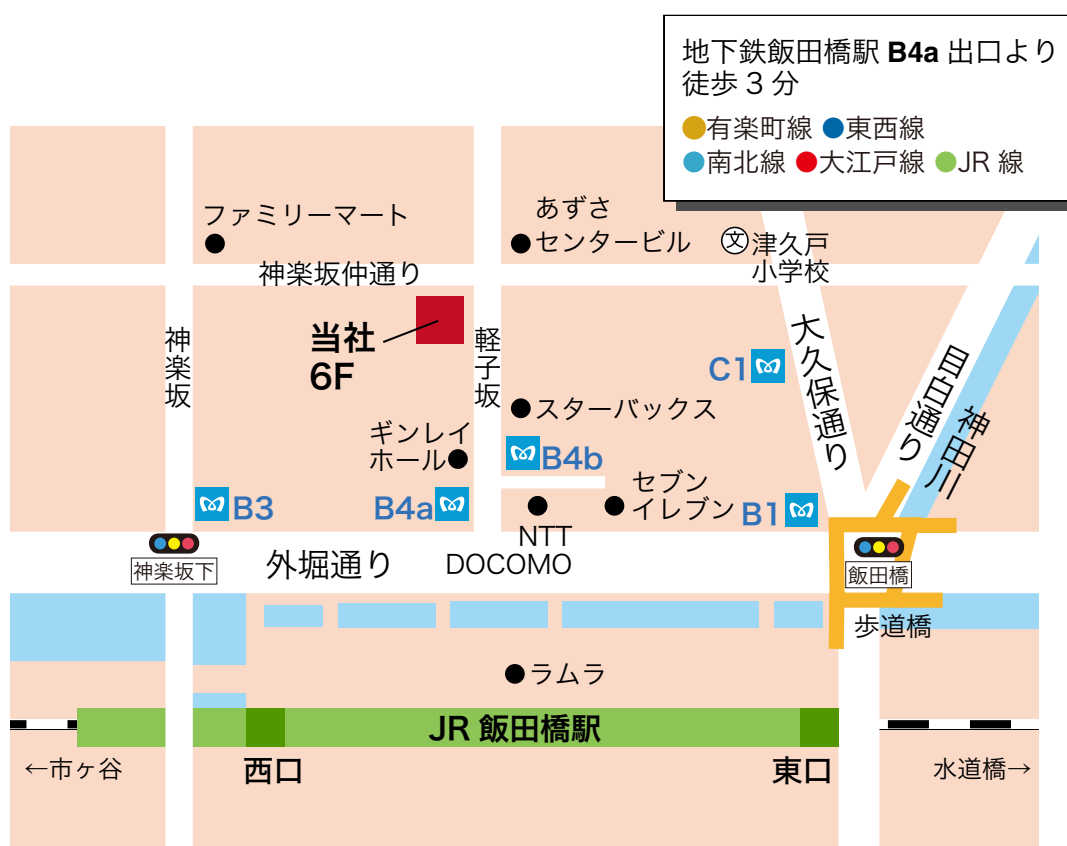 地下鉄飯田橋駅 B4a 出口より
徒歩 3 分
●有楽町線 ●東西線
●南北線 ●大江戸線 ●JR 線
ファミリーマート
あずさ
センタービル
文
津久戸
小学校
神楽坂仲通り
当社
6F
神楽坂
軽子坂
大久保通り
目白通り
神田川
C1
スターバックス
ギンレイ
ホール
B4b
セブン
イレブン
B3
B4a
B1
NTT
DOCOMO
神楽坂下
外堀通り
飯田橋
歩道橋
ラムラ
JR 飯田橋駅
←市ヶ谷
西口
東口
水道橋→